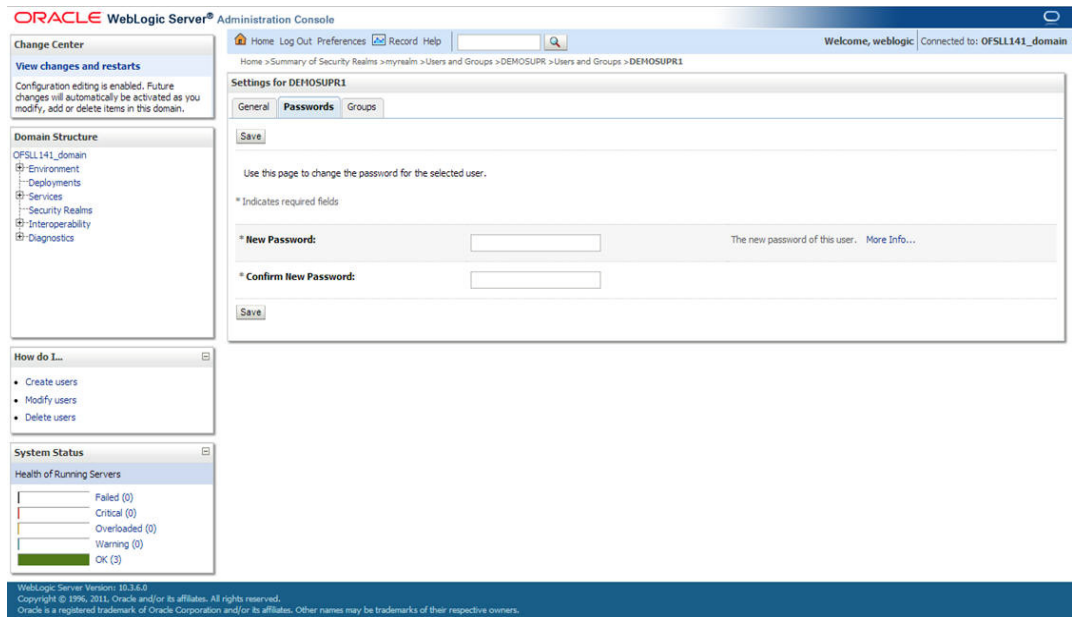 ORACLE WebLogic Server® Administration Console
Change Center
View changes and restarts
Configuration editing is enabled. Future
changes will automatically be activated as you
modify, add or delete items in this domain.
Domain Structure
OFSLL141_domain
Environment
Deployments
Services
Security Realms
Interoperability
Diagnostics
How do I...
Create users
Modify users
Delete users
System Status
Health of Running Servers
Failed (0)
Critical (0)
Overloaded (0)
Warning (0)
OK (3)
Home Log Out Preferences Record Help
Welcome, weblogic Connected to: OFSLL141_domain
Home >Summary of Security Realms >myrealm >Users and Groups >DEMOSUPR >Users and Groups >DEMOSUPR1
Settings for DEMOSUPR1
General Passwords Groups
Save
Use this page to change the password for the selected user.
* Indicates required fields
* New Password: The new password of this user. More Info...
* Confirm New Password:
Save
WebLogic Server Version: 10.3.6.0
Copyright © 1996, 2011, Oracle and/or its affiliates. All rights reserved.
Oracle is a registered trademark of Oracle Corporation and/or its affiliates. Other names may be trademarks of their respective owners.